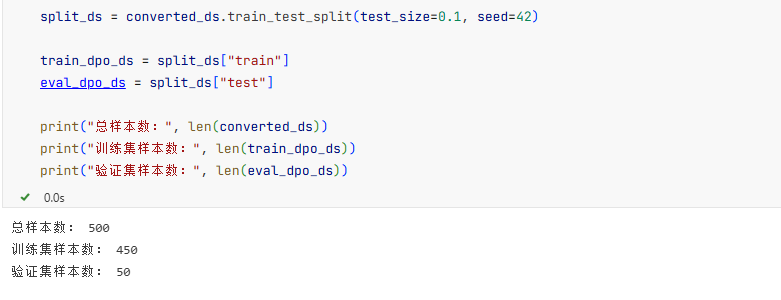 split_ds = converted_ds.train_test_split(test_size=0.1, seed=42)
train_dpo_ds = split_ds["train"]
eval_dpo_ds = split_ds["test"]
print("总样本数：", len(converted_ds))
print("训练集样本数：", len(train_dpo_ds))
print("验证集样本数：", len(eval_dpo_ds))
0.0s
总样本数： 500
训练集样本数： 450
验证集样本数： 50